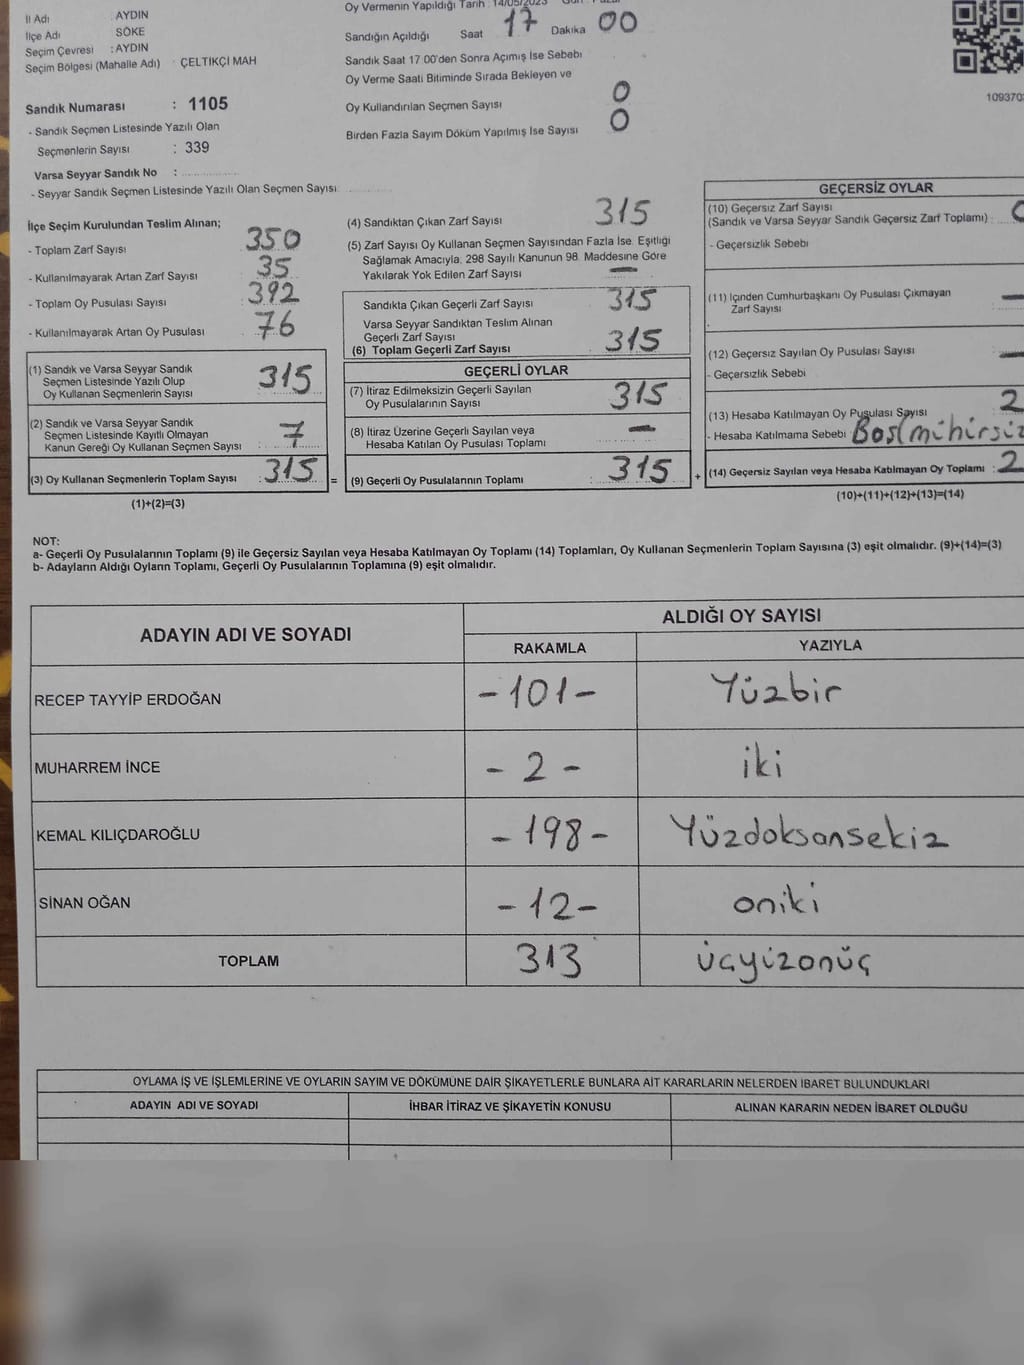 Oy Vermenin Yapıldığı Tarih : 14/05/2023 Gün : Pazar
İl Adı : AYDIN
İlçe Adı : SÖKE
Seçim Çevresi : AYDIN
Seçim Bölgesi (Mahalle Adı) : ÇELTİKÇİ MAH
Sandığın Açıldığı Saat 17 Dakika 00
Sandık Saat 17 00'den Sonra Açımış İse Sebebi
Oy Verme Saati Bitiminde Sırada Bekleyen ve
Oy Kullandırılan Seçmen Sayısı 0
Birden Fazla Sayım Döküm Yapılmış İse Sayısı 0
Sandık Numarası : 1105
- Sandık Seçmen Listesinde Yazılı Olan
Seçmenlerin Sayısı : 339
Varsa Seyyar Sandık No :
- Seyyar Sandık Seçmen Listesinde Yazılı Olan Seçmen Sayısı
İlçe Seçim Kurulundan Teslim Alınan;
- Toplam Zarf Sayısı : 350
- Kullanılmayarak Artan Zarf Sayısı : 35
- Toplam Oy Pusulası Sayısı : 392
- Kullanılmayarak Artan Oy Pusulası : 76
(1) Sandık ve Varsa Seyyar Sandık
Seçmen Listesinde Yazılı Olup
Oy Kullanan Seçmenlerin Sayısı 315
(2) Sandık ve Varsa Seyyar Sandık
Seçmen Listesinde Kayıtlı Olmayan
Kanun Gereği Oy Kullanan Seçmen Sayısı : 7
(3) Oy Kullanan Seçmenlerin Toplam Sayısı : 315 =
(1)+(2)=(3)
(4) Sandıktan Çıkan Zarf Sayısı 315
(5) Zarf Sayısı Oy Kullanan Seçmen Sayısından Fazla İse, Eşitliği
Sağlamak Amacıyla, 298 Sayılı Kanunun 98. Maddesine Göre
Yakılarak Yok Edilen Zarf Sayısı —
Sandıkta Çıkan Geçerli Zarf Sayısı 315
Varsa Seyyar Sandıktan Teslim Alınan
Geçerli Zarf Sayısı
(6) Toplam Geçerli Zarf Sayısı 315
GEÇERLİ OYLAR
(7) İtiraz Edilmeksizin Geçerli Sayılan
Oy Pusulalarının Sayısı 315
(8) İtiraz Üzerine Geçerli Sayılan veya
Hesaba Katılan Oy Pusulası Toplamı —
(9) Geçerli Oy Pusulalarının Toplamı : 315 +
109370
GEÇERSİZ OYLAR
(10) Geçersiz Zarf Sayısı
(Sandık ve Varsa Seyyar Sandık Geçersiz Zarf Toplamı) :
- Geçersizlik Sebebi
(11) İçinden Cumhurbaşkanı Oy Pusulası Çıkmayan
Zarf Sayısı —
(12) Geçersiz Sayılan Oy Pusulası Sayısı —
- Geçersizlik Sebebi
(13) Hesaba Katılmayan Oy Pusulası Sayısı 2
- Hesaba Katılmama Sebebi Boş(mühirsiz
(14) Geçersiz Sayılan veya Hesaba Katılmayan Oy Toplamı : 2
(10)+(11)+(12)+(13)=(14)
NOT:
a- Geçerli Oy Pusulalarının Toplamı (9) ile Geçersiz Sayılan veya Hesaba Katılmayan Oy Toplamı (14) Toplamları, Oy Kullanan Seçmenlerin Toplam Sayısına (3) eşit olmalıdır. (9)+(14)=(3)
b- Adayların Aldığı Oyların Toplamı, Geçerli Oy Pusulalarının Toplamına (9) eşit olmalıdır.
ADAYIN ADI VE SOYADI
ALDIĞI OY SAYISI
RAKAMLA YAZIYLA
RECEP TAYYİP ERDOĞAN -101- Yüzbir
MUHARREM İNCE - 2 - iki
KEMAL KILIÇDAROĞLU -198- Yüzdoksansekiz
SİNAN OĞAN -12- oniki
TOPLAM 313 üçyüzonüç
OYLAMA İŞ VE İŞLEMLERİNE VE OYLARIN SAYIM VE DÖKÜMÜNE DAİR ŞİKAYETLERLE BUNLARA AİT KARARLARIN NELERDEN İBARET BULUNDUKLARI
ADAYIN ADI VE SOYADI İHBAR İTİRAZ VE ŞİKAYETİN KONUSU ALINAN KARARIN NEDEN İBARET OLDUĞU